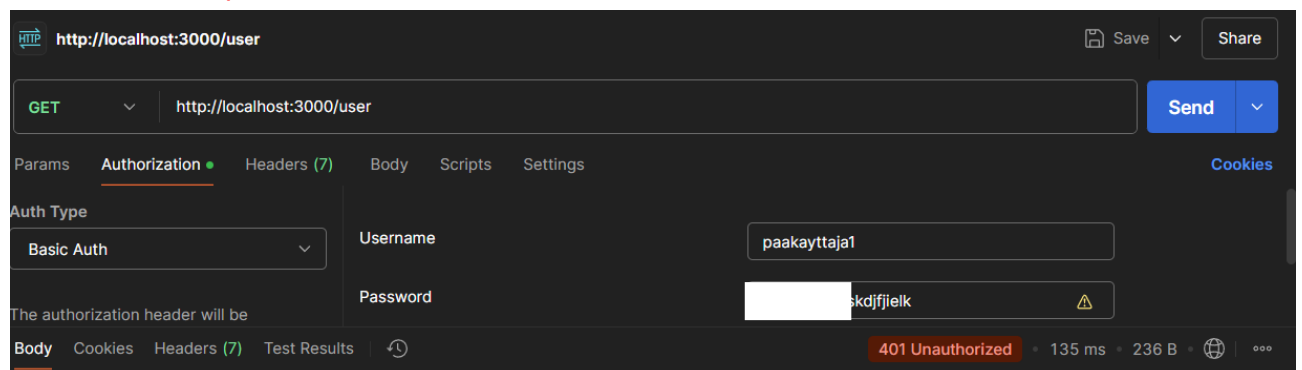 HTTP http://localhost:3000/user Save Share
GET http://localhost:3000/user Send
Params Authorization Headers (7) Body Scripts Settings Cookies
Auth Type
Basic Auth
Username paakayttaja1
Password skdjfjielk
The authorization header will be
Body Cookies Headers (7) Test Results 401 Unauthorized 135 ms 236 B